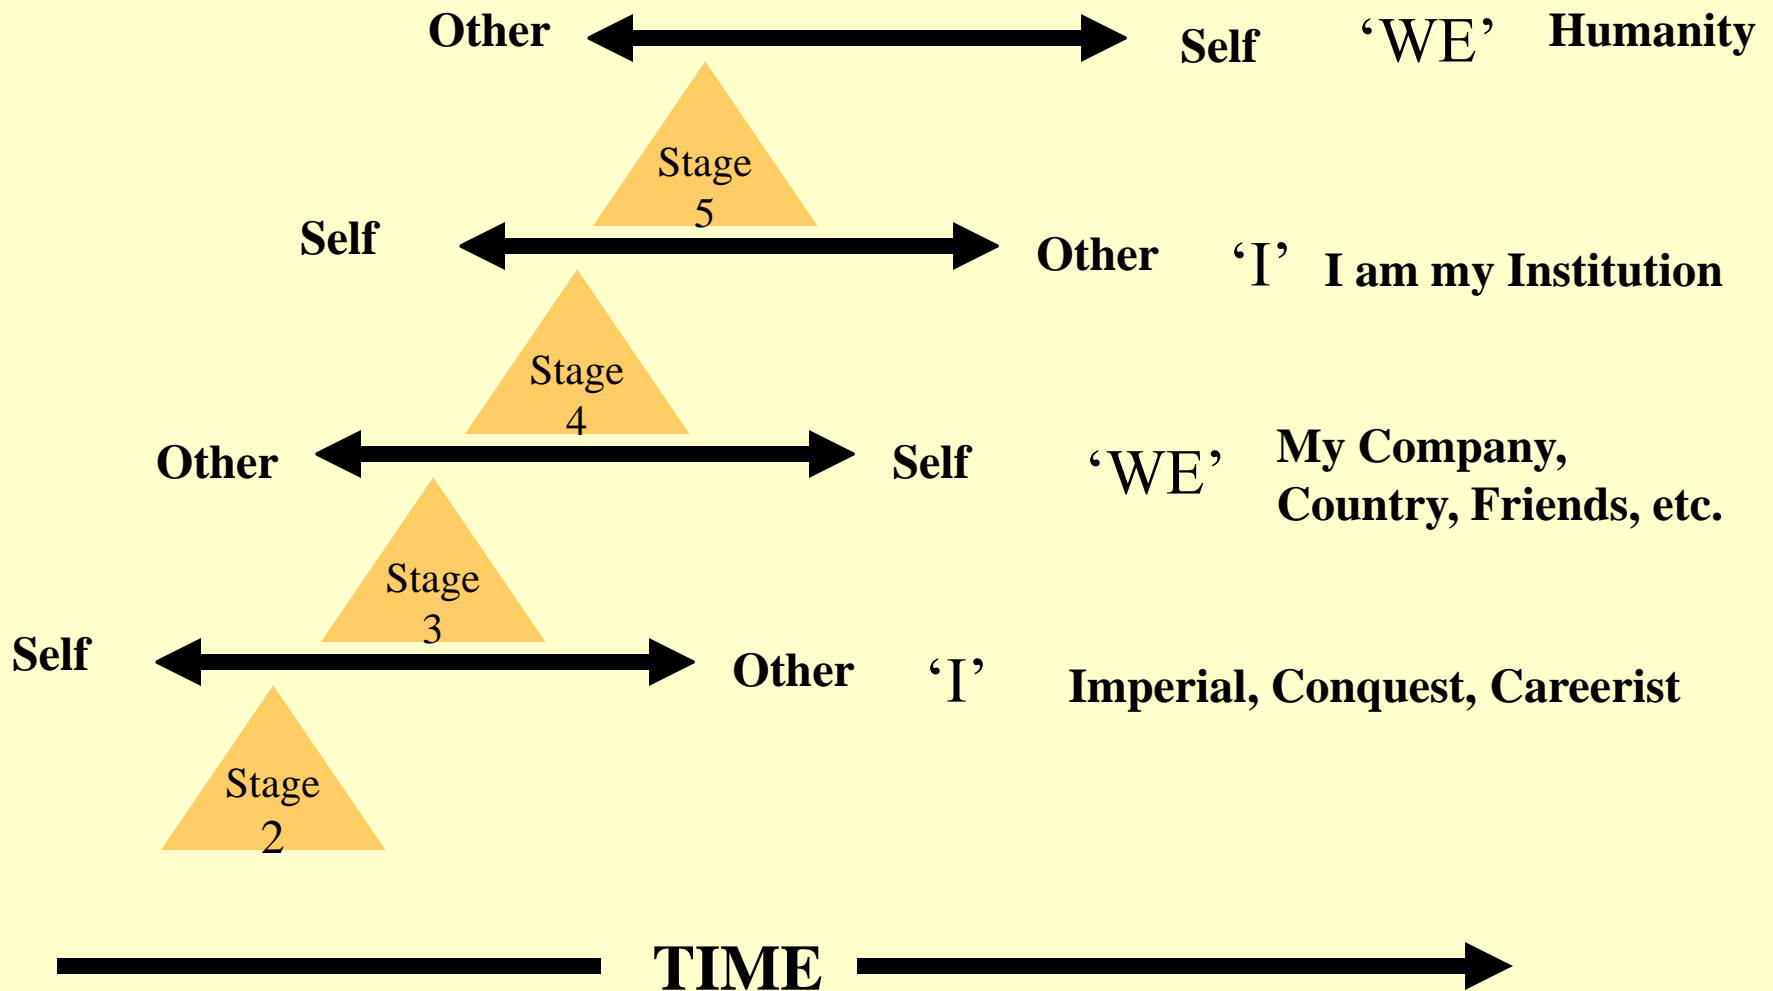 Other Self ‘WE’ Humanity
Stage
5
Self Other ‘I’ I am my Institution
Stage
4
Other Self ‘WE’ My Company,
Country, Friends, etc.
Stage
3
Self Other ‘I’ Imperial, Conquest, Careerist
Stage
2
TIME